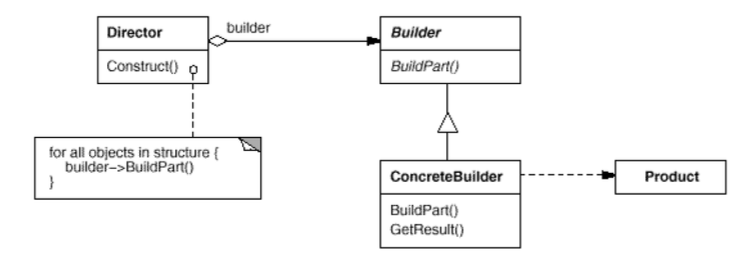 Director
Construct()
builder
Builder
BuildPart()
for all objects in structure {
builder->BuildPart()
}
ConcreteBuilder
BuildPart()
GetResult()
Product